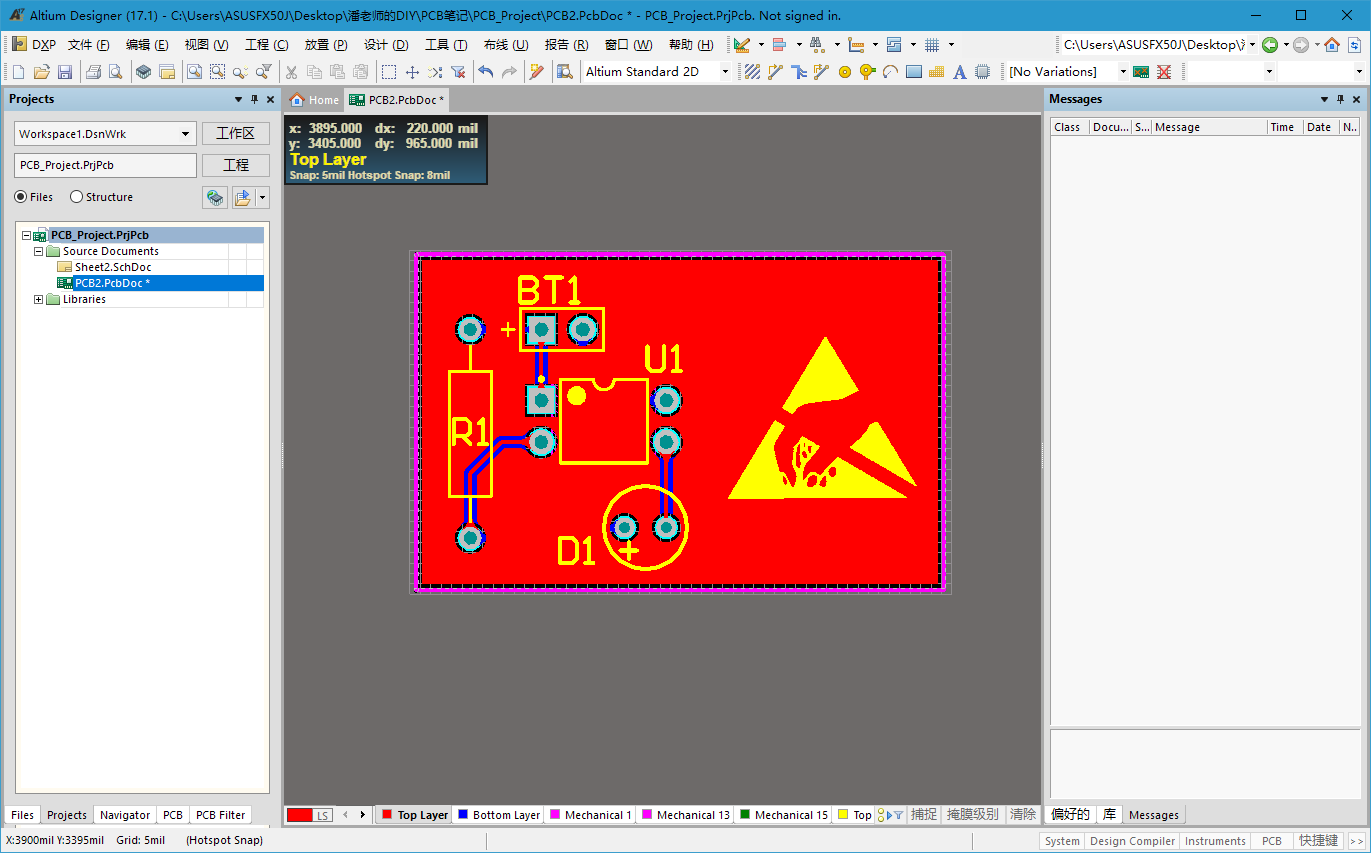 Altium Designer (17.1) - C:\Users\ASUSFX50J\Desktop\潘老师的DIY\PCB笔记\PCB_Project\PCB2.PcbDoc * - PCB_Project.PrjPcb. Not signed in.
DXP 文件 (F) 编辑 (E) 视图 (V) 工程 (C) 放置 (P) 设计 (D) 工具 (T) 布线 (U) 报告 (R) 窗口 (W) 帮助 (H) C:\Users\ASUSFX50J\Desktop\
Altium Standard 2D [No Variations]
Projects
Home PCB2.PcbDoc *
Messages
Workspace1.DsnWrk 工作区
PCB_Project.PrjPcb 工程
Files Structure
PCB_Project.PrjPcb
Source Documents
Sheet2.SchDoc
PCB2.PcbDoc *
Libraries
x: 3895.000 dx: 220.000 mil
y: 3405.000 dy: 965.000 mil
Top Layer
Snap: 5mil Hotspot Snap: 8mil
BT1
+
U1
R1
D1
+
Class Docu... S... Message Time Date N..
Files Projects Navigator PCB PCB Filter
LS Top Layer Bottom Layer Mechanical 1 Mechanical 13 Mechanical 15 Top 捕捉 掩膜级别 清除
偏好的 库 Messages
X:3900mil Y:3395mil Grid: 5mil (Hotspot Snap)
System Design Compiler Instruments PCB 快捷键 >>